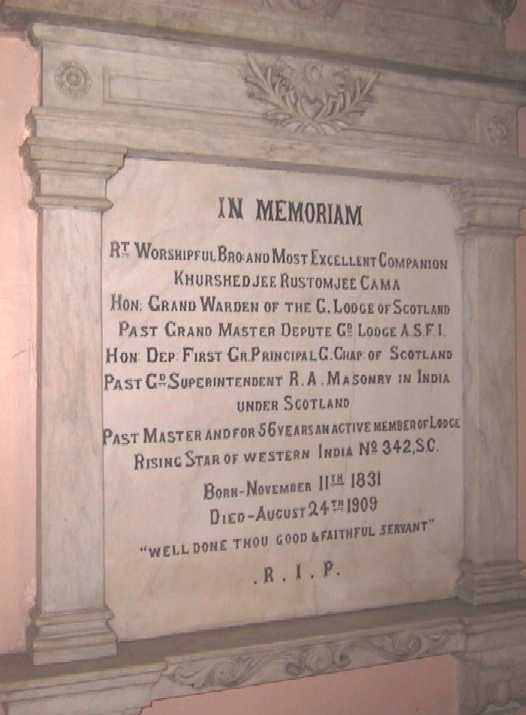 IN MEMORIAM
RT WORSHIPFUL BRO: AND MOST EXCELLENT COMPANION
KHURSHEDJEE RUSTOMJEE CAMA
HON: GRAND WARDEN OF THE G. LODGE OF SCOTLAND
PAST GRAND MASTER DEPUTE GD LODGE A.S.F.I.
HON: DEP: FIRST GR. PRINCIPAL G. CHAP. OF SCOTLAND
PAST GD SUPERINTENDENT R.A. MASONRY IN INDIA
UNDER SCOTLAND
PAST MASTER AND FOR 56 YEARS AN ACTIVE MEMBER OF LODGE
RISING STAR OF WESTERN INDIA NO 342, S.C.
BORN-NOVEMBER 11TH 1831
DIED-AUGUST 24TH 1909
"WELL DONE THOU GOOD & FAITHFUL SERVANT"
.R.I.P.